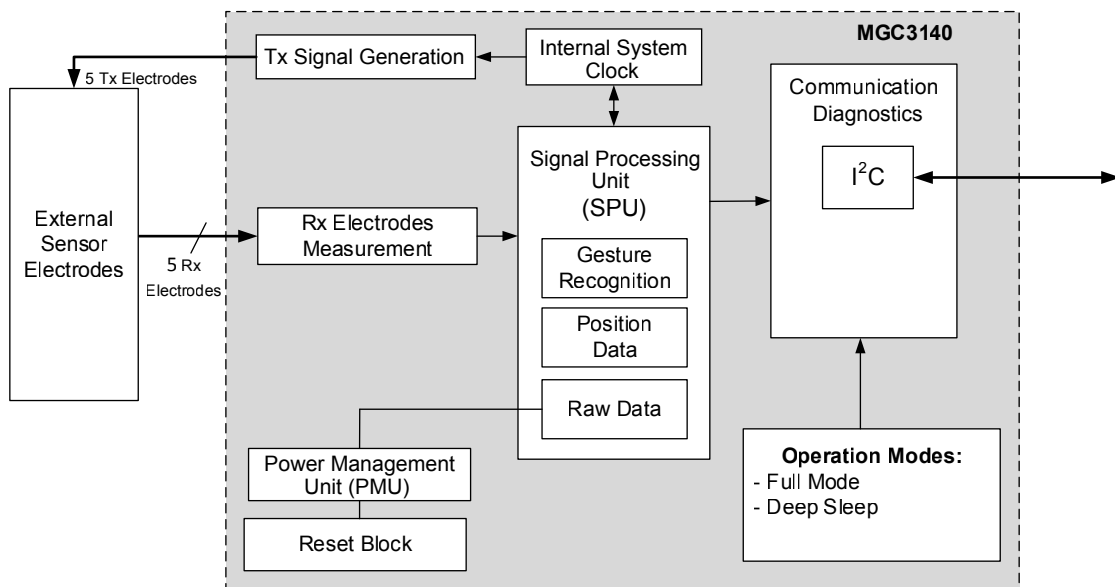 MGC3140
Tx Signal Generation
Internal System
Clock
5 Tx Electrodes
Communication
Diagnostics
I²C
Signal Processing
Unit
(SPU)
External
Sensor
Electrodes
5 Rx
Electrodes
Rx Electrodes
Measurement
Gesture
Recognition
Position
Data
Raw Data
Power Management
Unit (PMU)
Reset Block
Operation Modes:
- Full Mode
- Deep Sleep